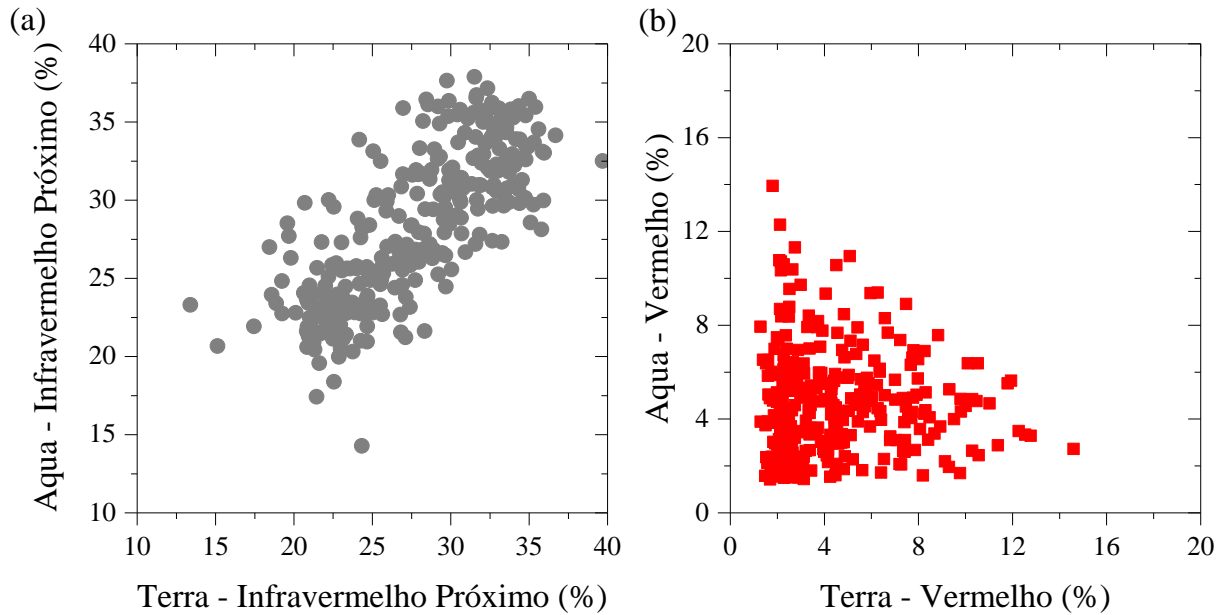 (a)
Aqua - Infravermelho Próximo (%)
40
35
30
25
20
15
10
10 15 20 25 30 35 40
Terra - Infravermelho Próximo (%)
(b)
Aqua - Vermelho (%)
20
16
12
8
4
0
0 4 8 12 16 20
Terra - Vermelho (%)